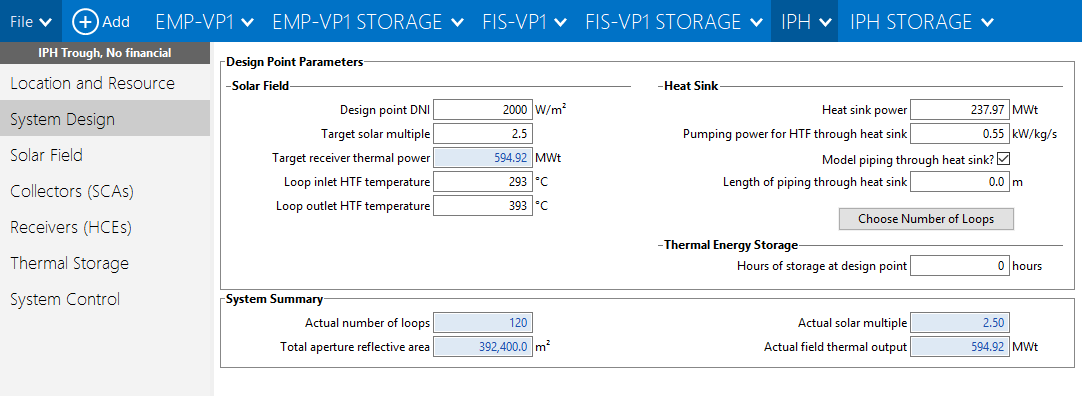 File Add EMP-VP1 EMP-VP1 STORAGE FIS-VP1 FIS-VP1 STORAGE IPH IPH STORAGE
IPH Trough, No financial
Location and Resource
System Design
Solar Field
Collectors (SCAs)
Receivers (HCEs)
Thermal Storage
System Control
Design Point Parameters
Solar Field
Design point DNI 2000 W/m²
Target solar multiple 2.5
Target receiver thermal power 594.92 MWt
Loop inlet HTF temperature 293 °C
Loop outlet HTF temperature 393 °C
Heat Sink
Heat sink power 237.97 MWt
Pumping power for HTF through heat sink 0.55 kW/kg/s
Model piping through heat sink?
Length of piping through heat sink 0.0 m
Choose Number of Loops
Thermal Energy Storage
Hours of storage at design point 0 hours
System Summary
Actual number of loops 120
Total aperture reflective area 392,400.0 m²
Actual solar multiple 2.50
Actual field thermal output 594.92 MWt